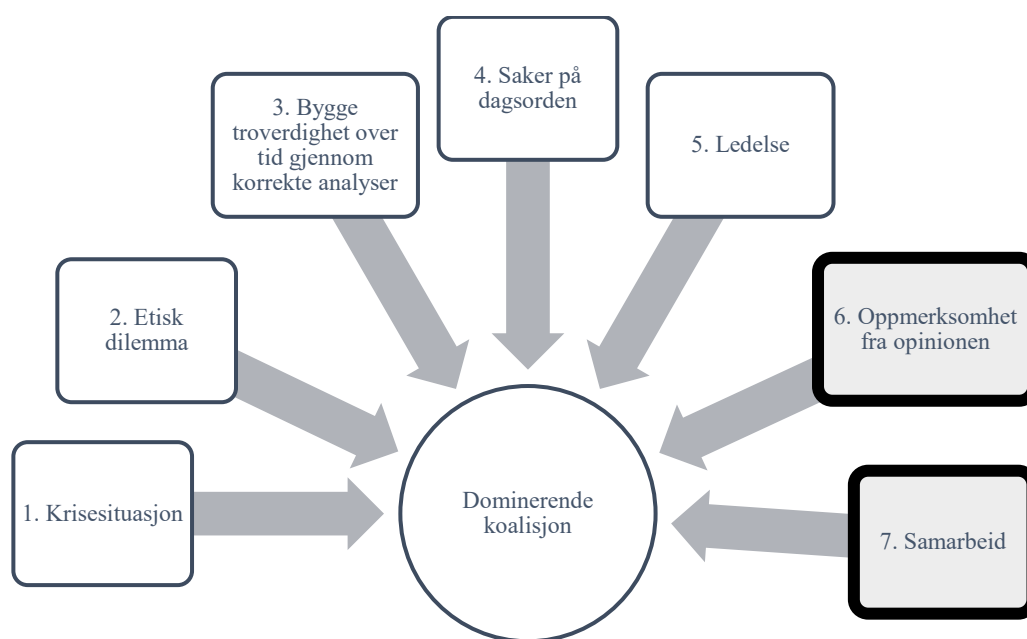 1. Krisesituasjon
2. Etisk
dilemma
3. Bygge
troverdighet over
tid gjennom
korrekte analyser
4. Saker på
dagsorden
5. Ledelse
6. Oppmerksomhet
fra opinionen
7. Samarbeid
Dominerende
koalisjon